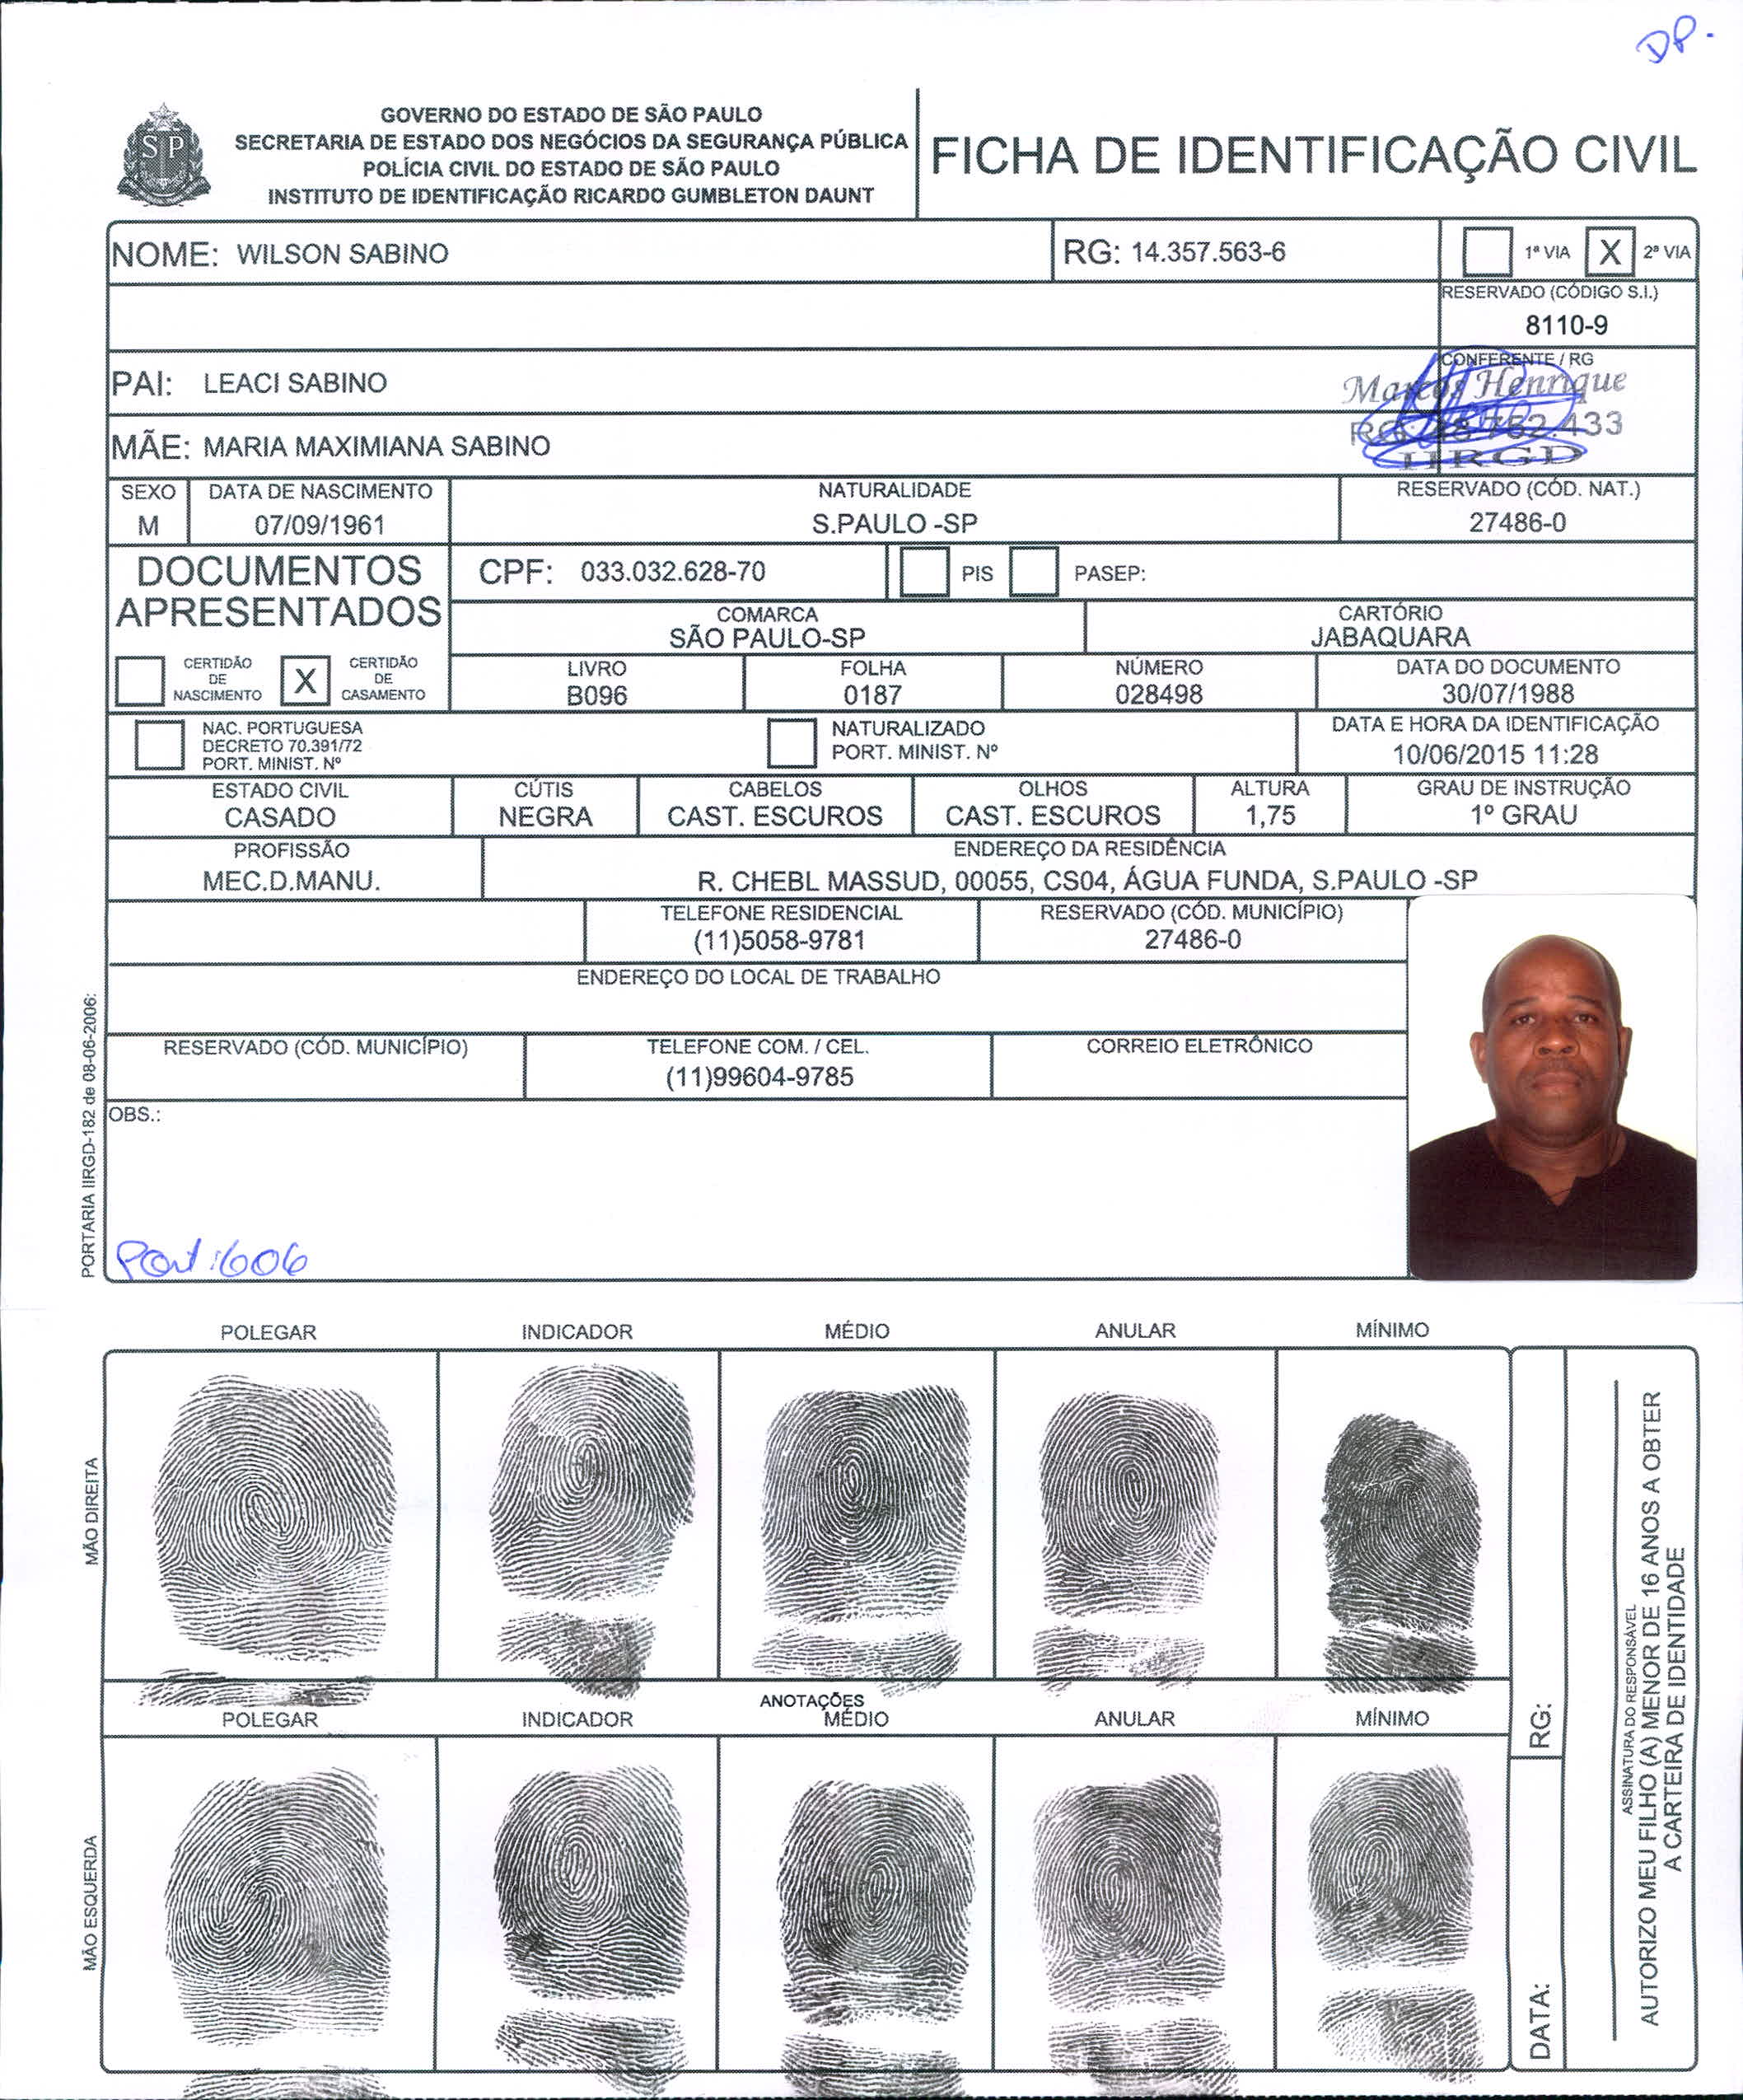 DP.
GOVERNO DO ESTADO DE SÃO PAULO
SECRETARIA DE ESTADO DOS NEGÓCIOS DA SEGURANÇA PÚBLICA
POLÍCIA CIVIL DO ESTADO DE SÃO PAULO
INSTITUTO DE IDENTIFICAÇÃO RICARDO GUMBLETON DAUNT
SP
FICHA DE IDENTIFICAÇÃO CIVIL
NOME: WILSON SABINO
RG: 14.357.563-6
1ª VIA X 2ª VIA
RESERVADO (CÓDIGO S.I.)
8110-9
PAI: LEACI SABINO
CONFERENTE / RG
Marcos Henrique
752.433
IIRGD
MÃE: MARIA MAXIMIANA SABINO
SEXO
M
DATA DE NASCIMENTO
07/09/1961
NATURALIDADE
S.PAULO -SP
RESERVADO (CÓD. NAT.)
27486-0
DOCUMENTOS
APRESENTADOS
CPF: 033.032.628-70
PIS PASEP:
COMARCA
SÃO PAULO-SP
CARTÓRIO
JABAQUARA
CERTIDÃO
DE
NASCIMENTO
X
CERTIDÃO
DE
CASAMENTO
LIVRO
B096
FOLHA
0187
NÚMERO
028498
DATA DO DOCUMENTO
30/07/1988
NAC. PORTUGUESA
DECRETO 70.391/72
PORT. MINIST. Nº
NATURALIZADO
PORT. MINIST. Nº
DATA E HORA DA IDENTIFICAÇÃO
10/06/2015 11:28
ESTADO CIVIL
CASADO
CÚTIS
NEGRA
CABELOS
CAST. ESCUROS
OLHOS
CAST. ESCUROS
ALTURA
1,75
GRAU DE INSTRUÇÃO
1º GRAU
PROFISSÃO
MEC.D.MANU.
ENDEREÇO DA RESIDÊNCIA
R. CHEBL MASSUD, 00055, CS04, ÁGUA FUNDA, S.PAULO -SP
TELEFONE RESIDENCIAL
(11)5058-9781
RESERVADO (CÓD. MUNICÍPIO)
27486-0
ENDEREÇO DO LOCAL DE TRABALHO
RESERVADO (CÓD. MUNICÍPIO)
TELEFONE COM. / CEL.
(11)99604-9785
CORREIO ELETRÔNICO
OBS.:
Port:606
PORTARIA IIRGD-182 de 08-06-2006:
POLEGAR INDICADOR MÉDIO ANULAR MÍNIMO
MÃO DIREITA
ANOTAÇÕES
POLEGAR INDICADOR MÉDIO ANULAR MÍNIMO
MÃO ESQUERDA
RG:
DATA:
ASSINATURA DO RESPONSÁVEL
AUTORIZO MEU FILHO (A) MENOR DE 16 ANOS A OBTER
A CARTEIRA DE IDENTIDADE